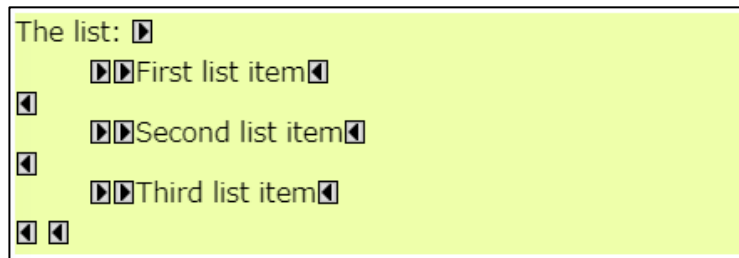 The list:
First list item
Second list item
Third list item